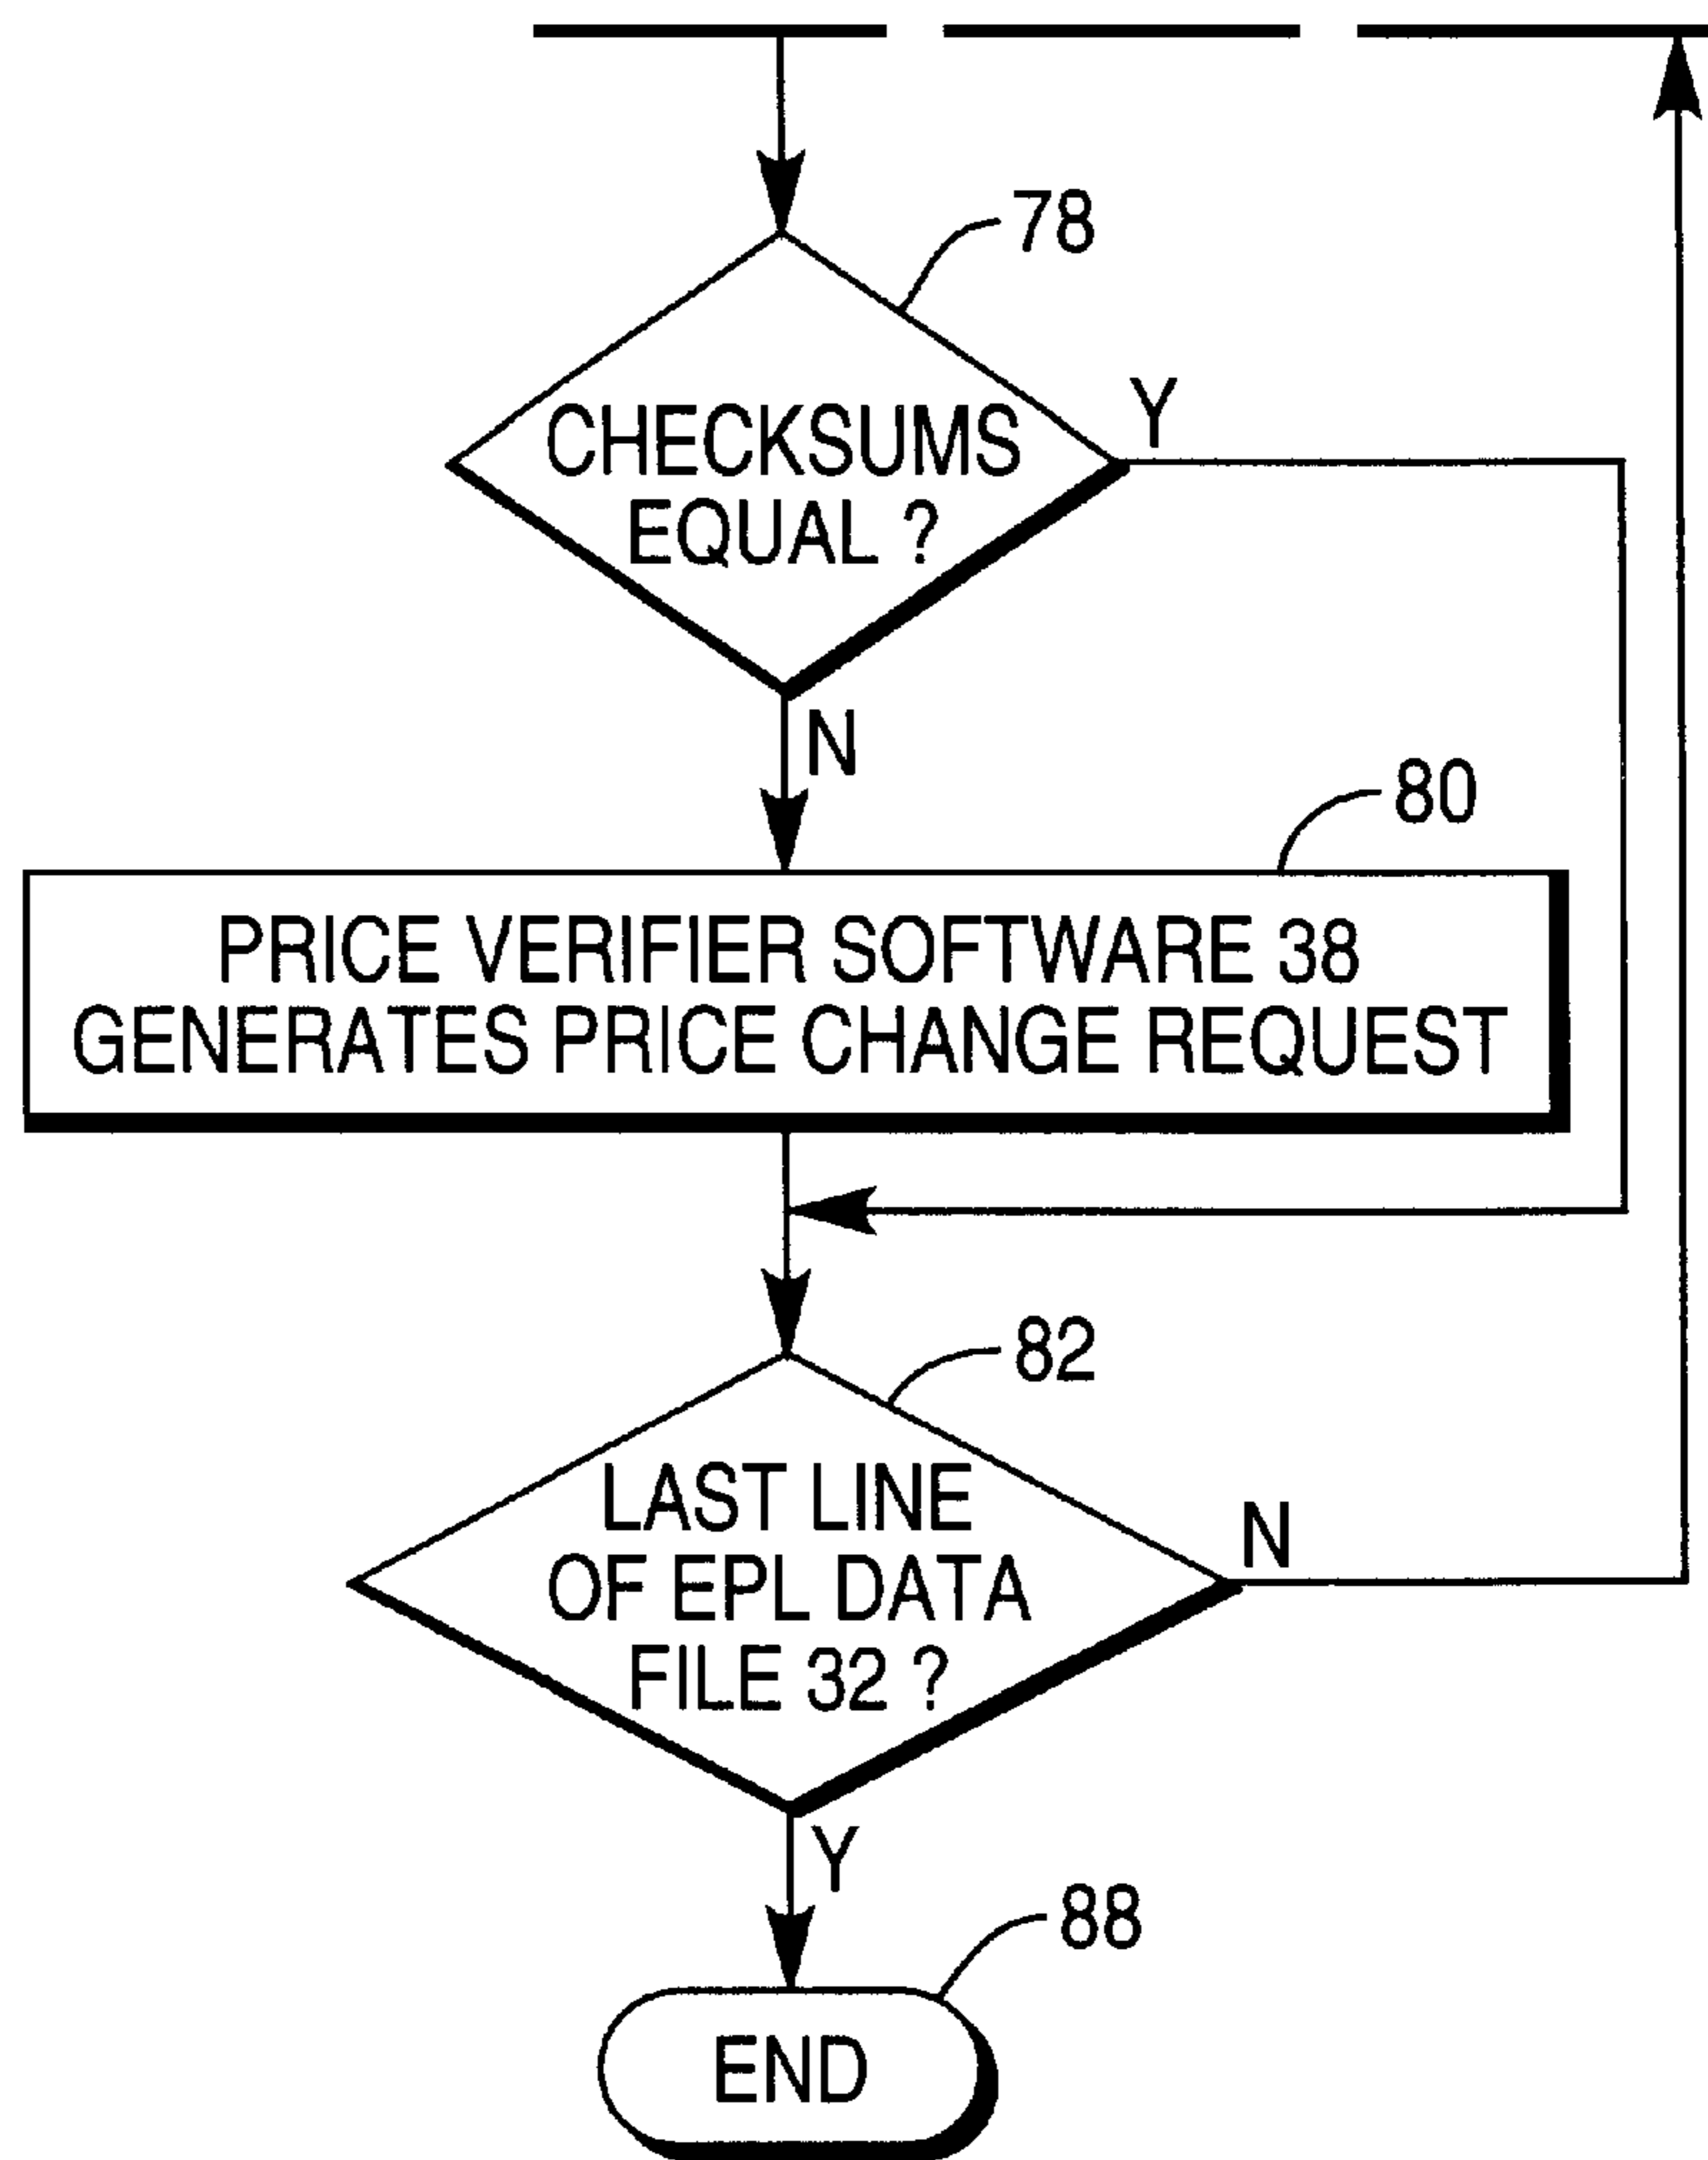 78
CHECKSUMS
EQUAL ?
Y
N
80
PRICE VERIFIER SOFTWARE 38
GENERATES PRICE CHANGE REQUEST
82
LAST LINE
OF EPL DATA
FILE 32 ?
N
Y
88
END